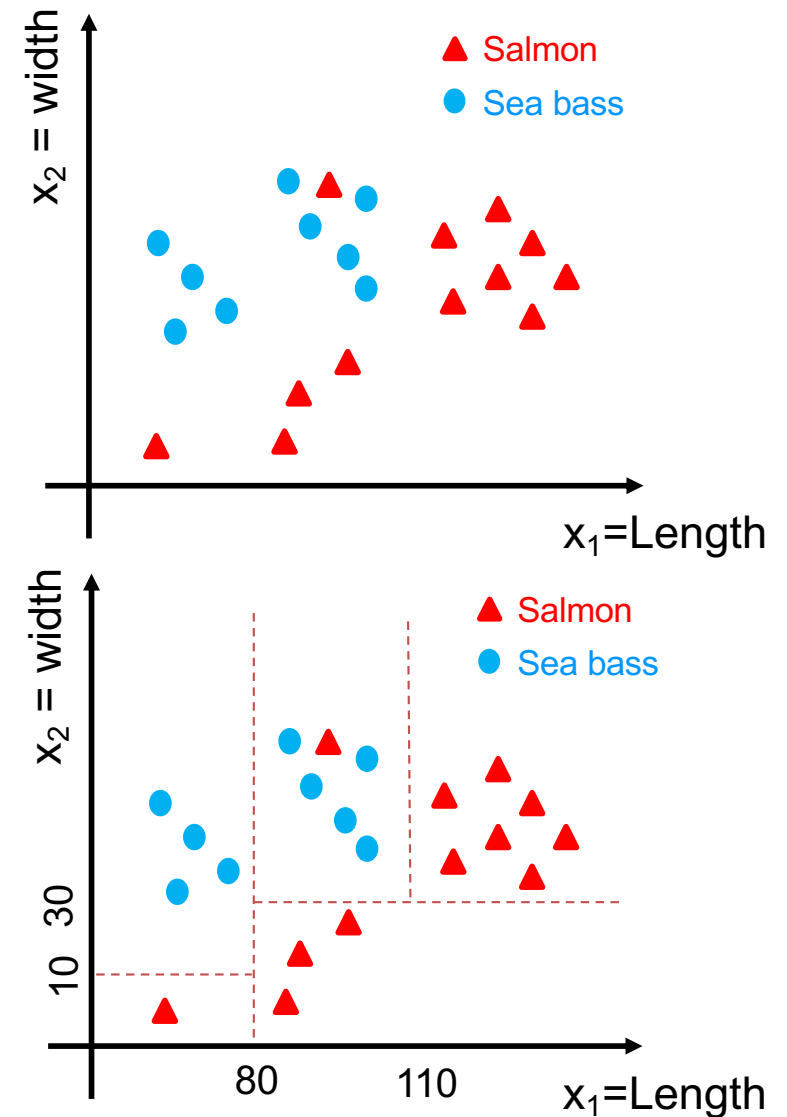 x₂ = width
Salmon
Sea bass
x₁=Length
x₂ = width
Salmon
Sea bass
30
10
80
110
x₁=Length